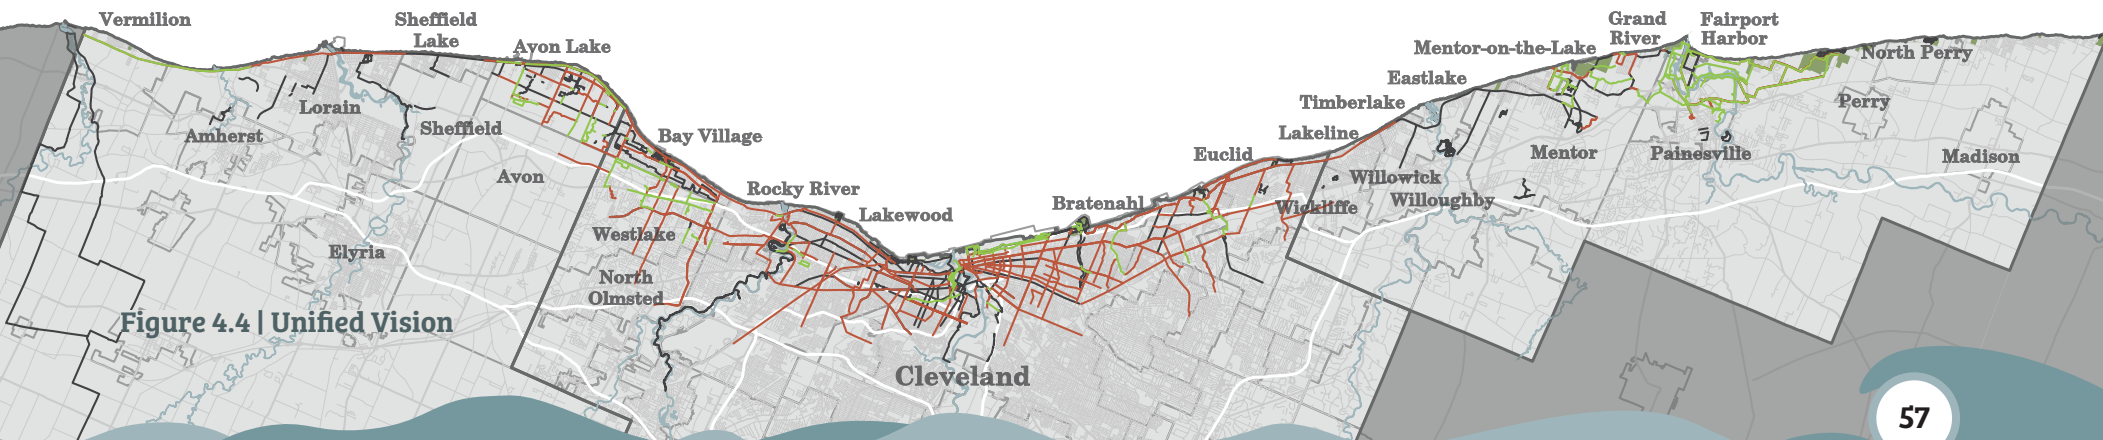 Vermilion
Sheffield
Lake
Avon Lake
Lorain
Amherst
Sheffield
Avon
Elyria
Bay Village
Rocky River
Lakewood
Westlake
North
Olmsted
Cleveland
Bratenahl
Euclid
Lakeline
Timberlake
Eastlake
Mentor-on-the-Lake
Grand
River
Fairport
Harbor
North Perry
Perry
Madison
Painesville
Mentor
Willowick
Willoughby
Wickliffe
Figure 4.4 | Unified Vision
57